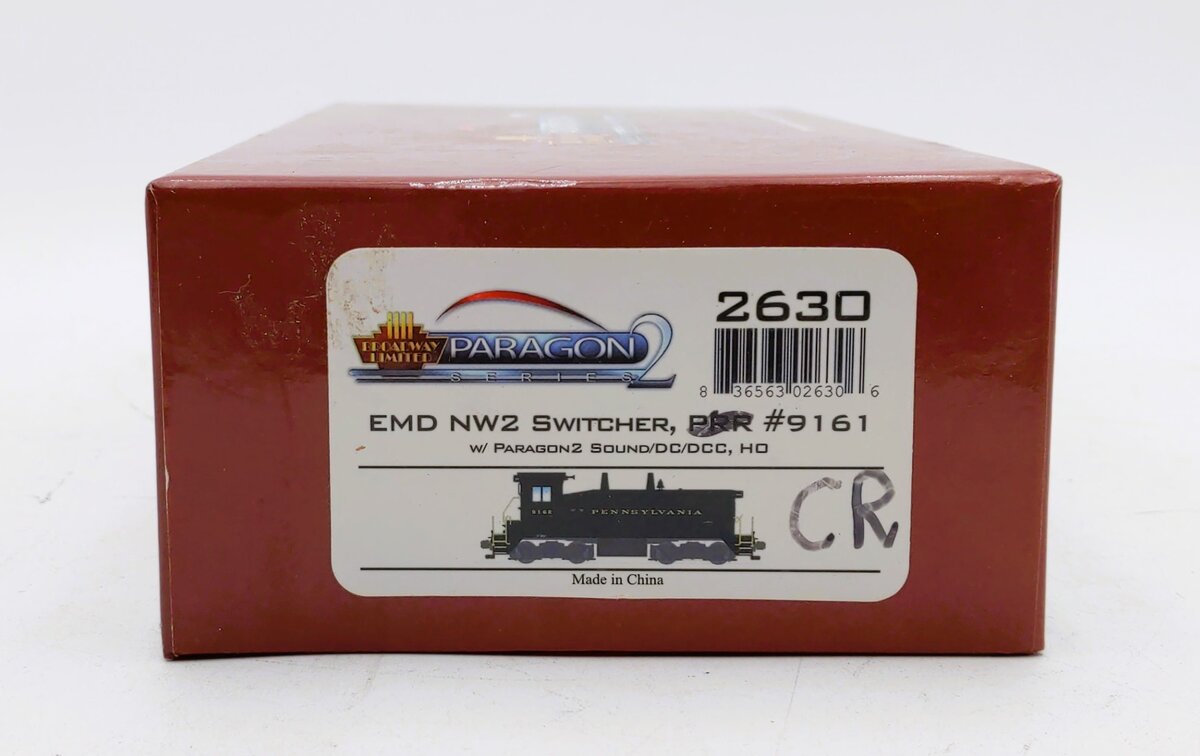 2630
BROADWAY
LIMITED
PARAGON 2
SERIES
8 36563 02630 6
EMD NW2 SWITCHER, PRR #9161
W/ PARAGON2 SOUND/DC/DCC, HO
PENNSYLVANIA
CR
Made in China